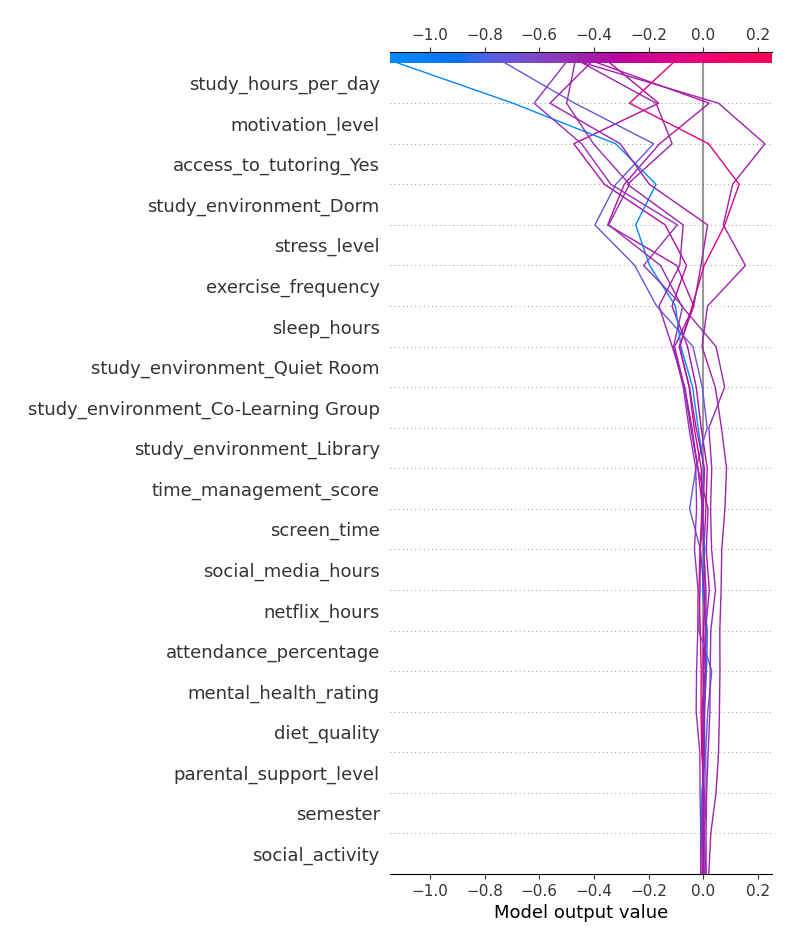 −1.0 −0.8 −0.6 −0.4 −0.2 0.0 0.2
study_hours_per_day
motivation_level
access_to_tutoring_Yes
study_environment_Dorm
stress_level
exercise_frequency
sleep_hours
study_environment_Quiet Room
study_environment_Co-Learning Group
study_environment_Library
time_management_score
screen_time
social_media_hours
netflix_hours
attendance_percentage
mental_health_rating
diet_quality
parental_support_level
semester
social_activity
−1.0 −0.8 −0.6 −0.4 −0.2 0.0 0.2
Model output value